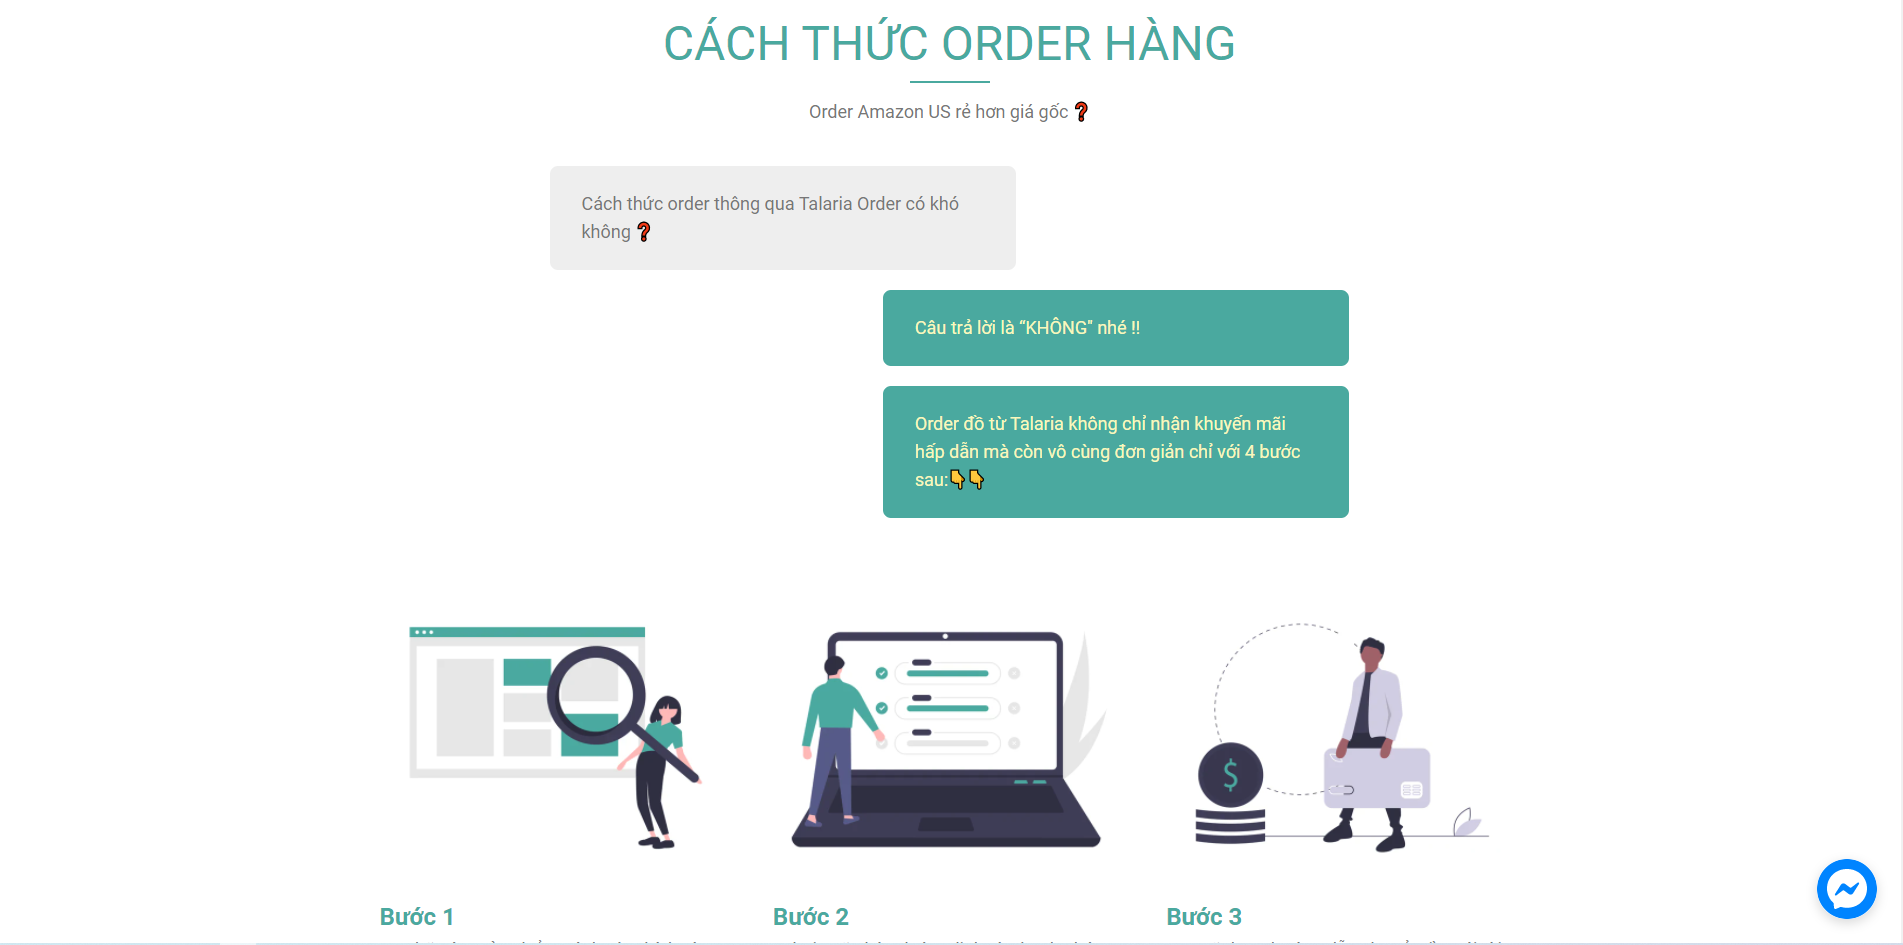 CÁCH THỨC ORDER HÀNG
Order Amazon US rẻ hơn giá gốc ❓
Cách thức order thông qua Talaria Order có khó
không ❓
Câu trả lời là “KHÔNG" nhé !!
Order đồ từ Talaria không chỉ nhận khuyến mãi
hấp dẫn mà còn vô cùng đơn giản chỉ với 4 bước
sau:👇👇
$
Bước 1
Bước 2
Bước 3